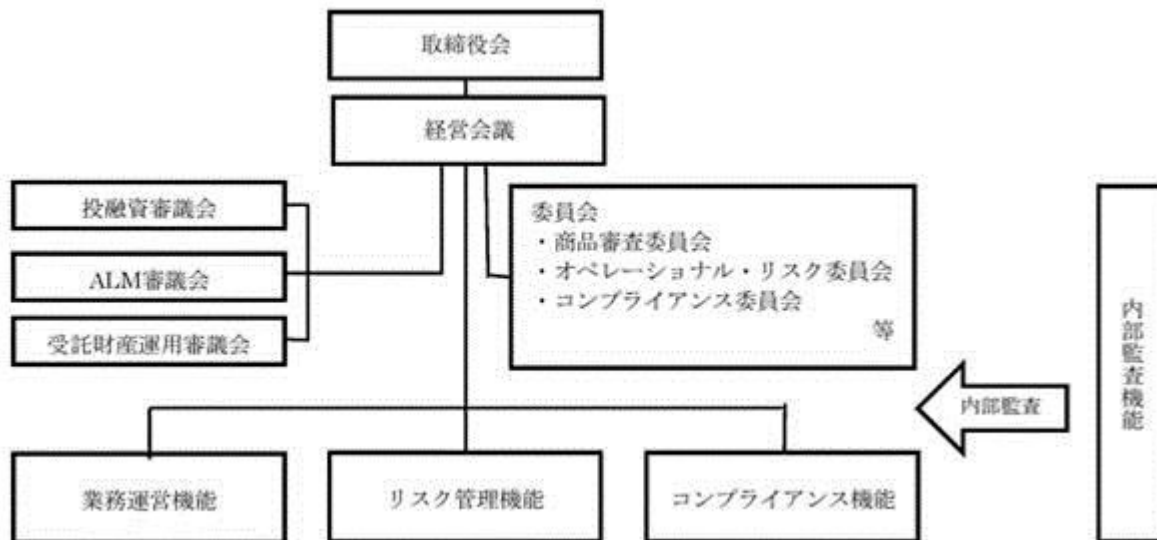 取締役会
経営会議
投融資審議会
ALM審議会
受託財産運用審議会
委員会
・商品審査委員会
・オペレーショナル・リスク委員会
・コンプライアンス委員会
等
内部監査
内部監査機能
業務運営機能
リスク管理機能
コンプライアンス機能